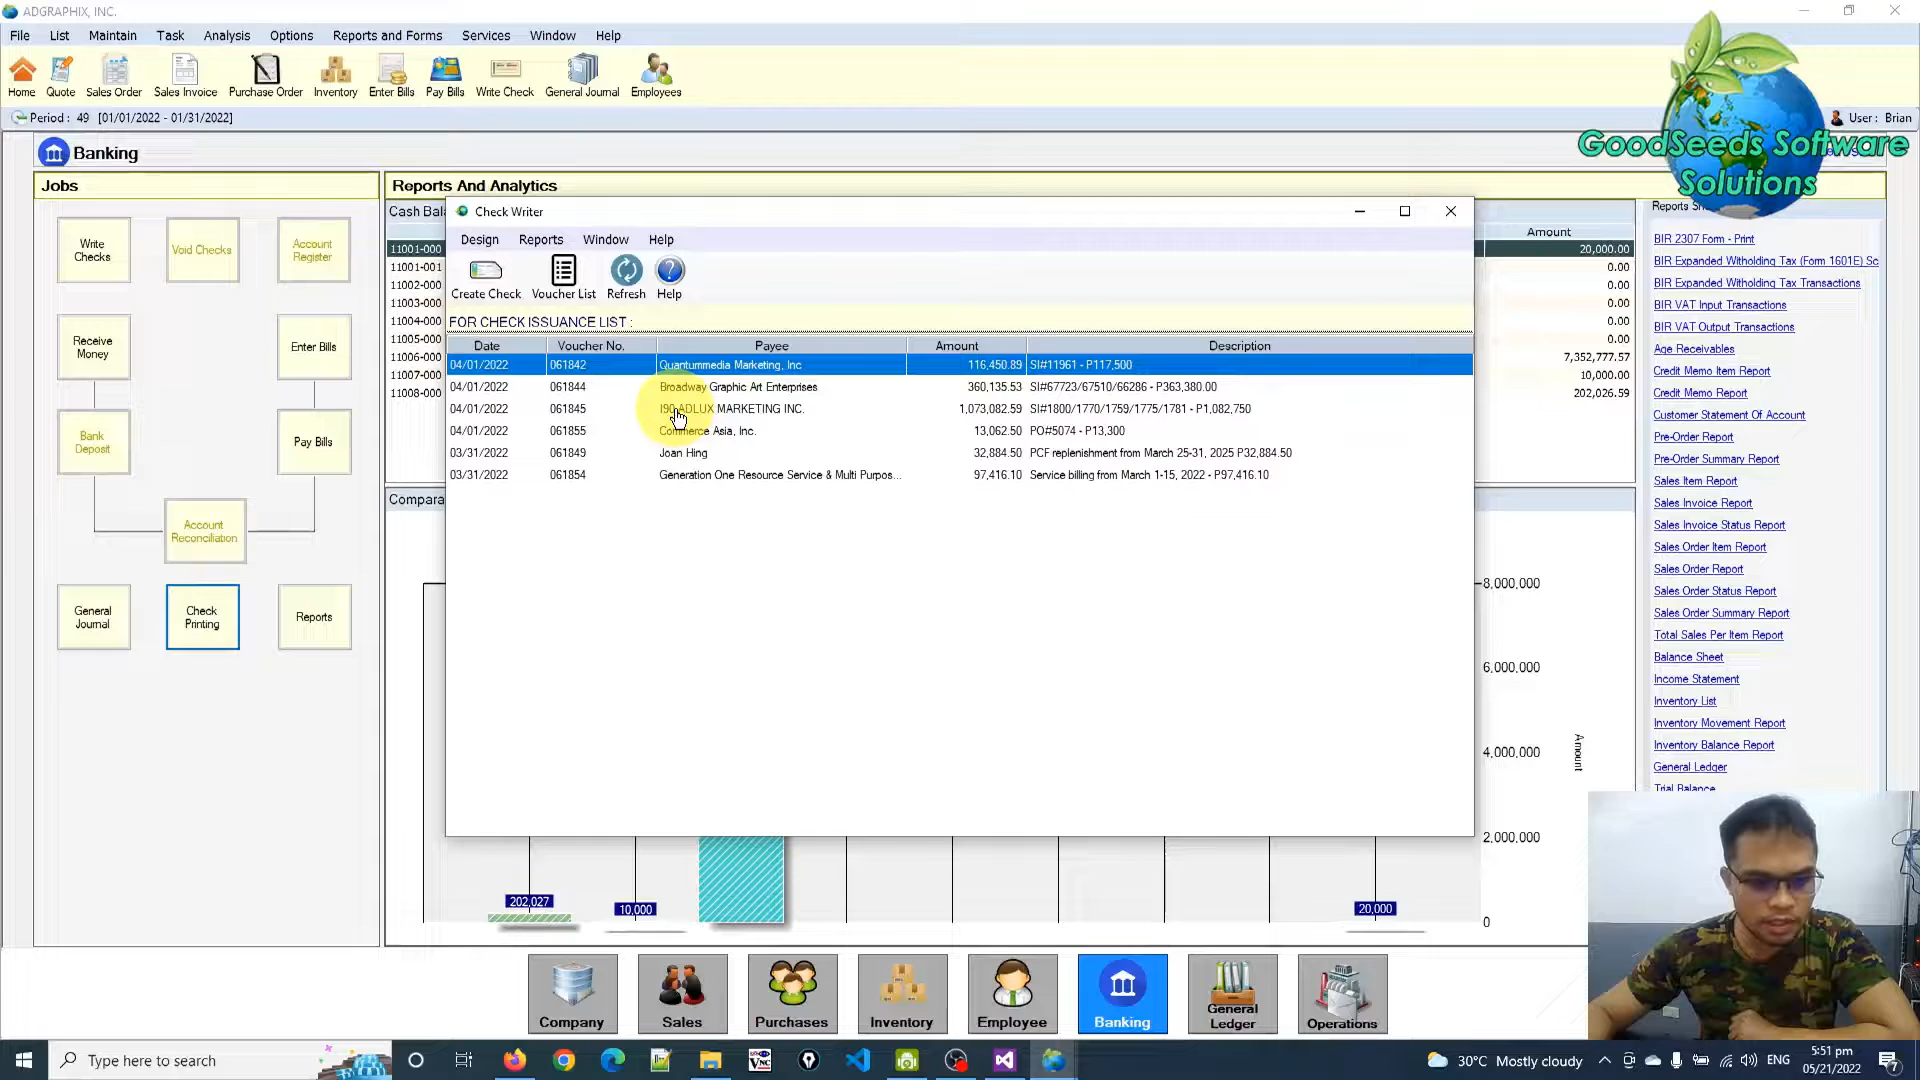 ADGRAPHIX, INC.
File List Maintain Task Analysis Options Reports and Forms Services Window Help
Home Quote Sales Order Sales Invoice Purchase Order Inventory Enter Bills Pay Bills Write Check General Journal Employees
Period : 49 [01/01/2022 - 01/31/2022]
User : Brian
GoodSeeds Software
Solutions
Banking
Jobs
Write
Checks
Void Checks
Account
Register
Receive
Money
Enter Bills
Bank
Deposit
Pay Bills
Account
Reconciliation
General
Journal
Check
Printing
Reports
Reports And Analytics
Cash Bal
11001-000
11001-001
11002-000
11003-000
11004-000
11005-000
11006-000
11007-000
11008-000
Compara
Check Writer
Design Reports Window Help
Create Check Voucher List Refresh Help
FOR CHECK ISSUANCE LIST :
Date Voucher No. Payee Amount Description
04/01/2022 061842 Quantummedia Marketing, Inc 116,450.89 SI#11961 - P117,500
04/01/2022 061844 Broadway Graphic Art Enterprises 360,135.53 SI#67723/67510/66286 - P363,380.00
04/01/2022 061845 I90 ADLUX MARKETING INC. 1,073,082.59 SI#1800/1770/1759/1775/1781 - P1,082,750
04/01/2022 061855 Commerce Asia, Inc. 13,062.50 PO#5074 - P13,300
03/31/2022 061849 Joan Hing 32,884.50 PCF replenishment from March 25-31, 2025 P32,884.50
03/31/2022 061854 Generation One Resource Service & Multi Purpos... 97,416.10 Service billing from March 1-15, 2022 - P97,416.10
Amount
20,000.00
0.00
0.00
0.00
0.00
0.00
7,352,777.57
10,000.00
202,026.59
8,000,000
6,000,000
4,000,000
2,000,000
0
Amount
202,027
10,000
20,000
BIR 2307 Form - Print
BIR Expanded Witholding Tax (Form 1601E) Sc
BIR Expanded Witholding Tax Transactions
BIR VAT Input Transactions
BIR VAT Output Transactions
Age Receivables
Credit Memo Item Report
Credit Memo Report
Customer Statement Of Account
Pre-Order Report
Pre-Order Summary Report
Sales Item Report
Sales Invoice Report
Sales Invoice Status Report
Sales Order Item Report
Sales Order Report
Sales Order Status Report
Sales Order Summary Report
Total Sales Per Item Report
Balance Sheet
Income Statement
Inventory List
Inventory Movement Report
Inventory Balance Report
General Ledger
Trial Balance
Company Sales Purchases Inventory Employee Banking General
Ledger Operations
Type here to search
30°C Mostly cloudy
ENG
5:51 pm
05/21/2022